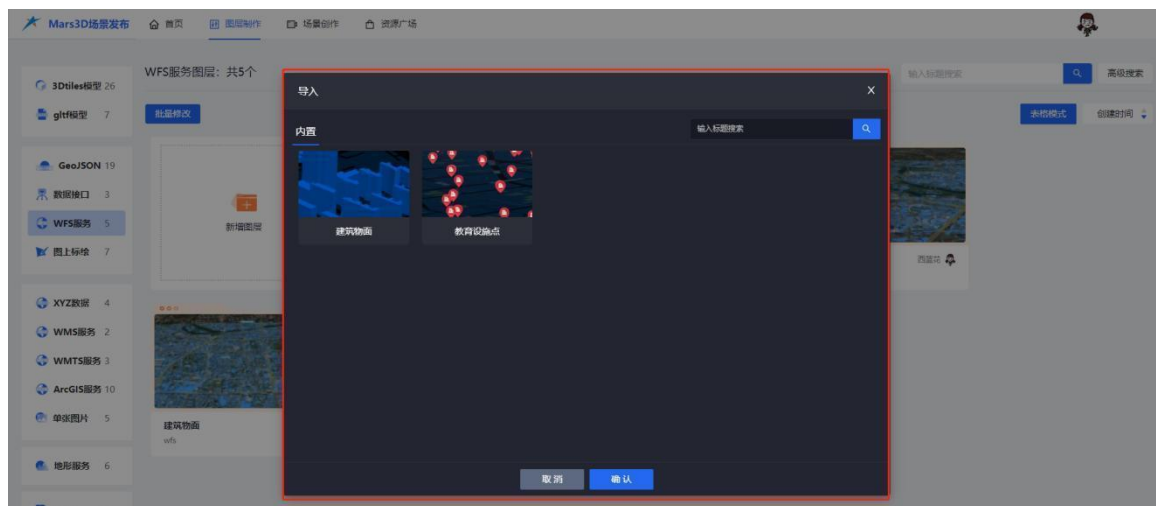 Mars3D场景发布 首页 图层制作 场景创作 资源广场
WFS服务图层：共5个
输入标题搜索
高级搜索
3Dtiles模型 26
gltf模型 7
批量修改
表格模式
创建时间
GeoJSON 19
数据接口 3
WFS服务 5
图上标绘 7
新增图层
XYZ数据 4
WMS服务 2
WMTS服务 3
ArcGIS服务 10
单张图片 5
地形服务 6
建筑物面
wfs
导入
X
内置
输入标题搜索
建筑物面
教育设施点
取消
确认